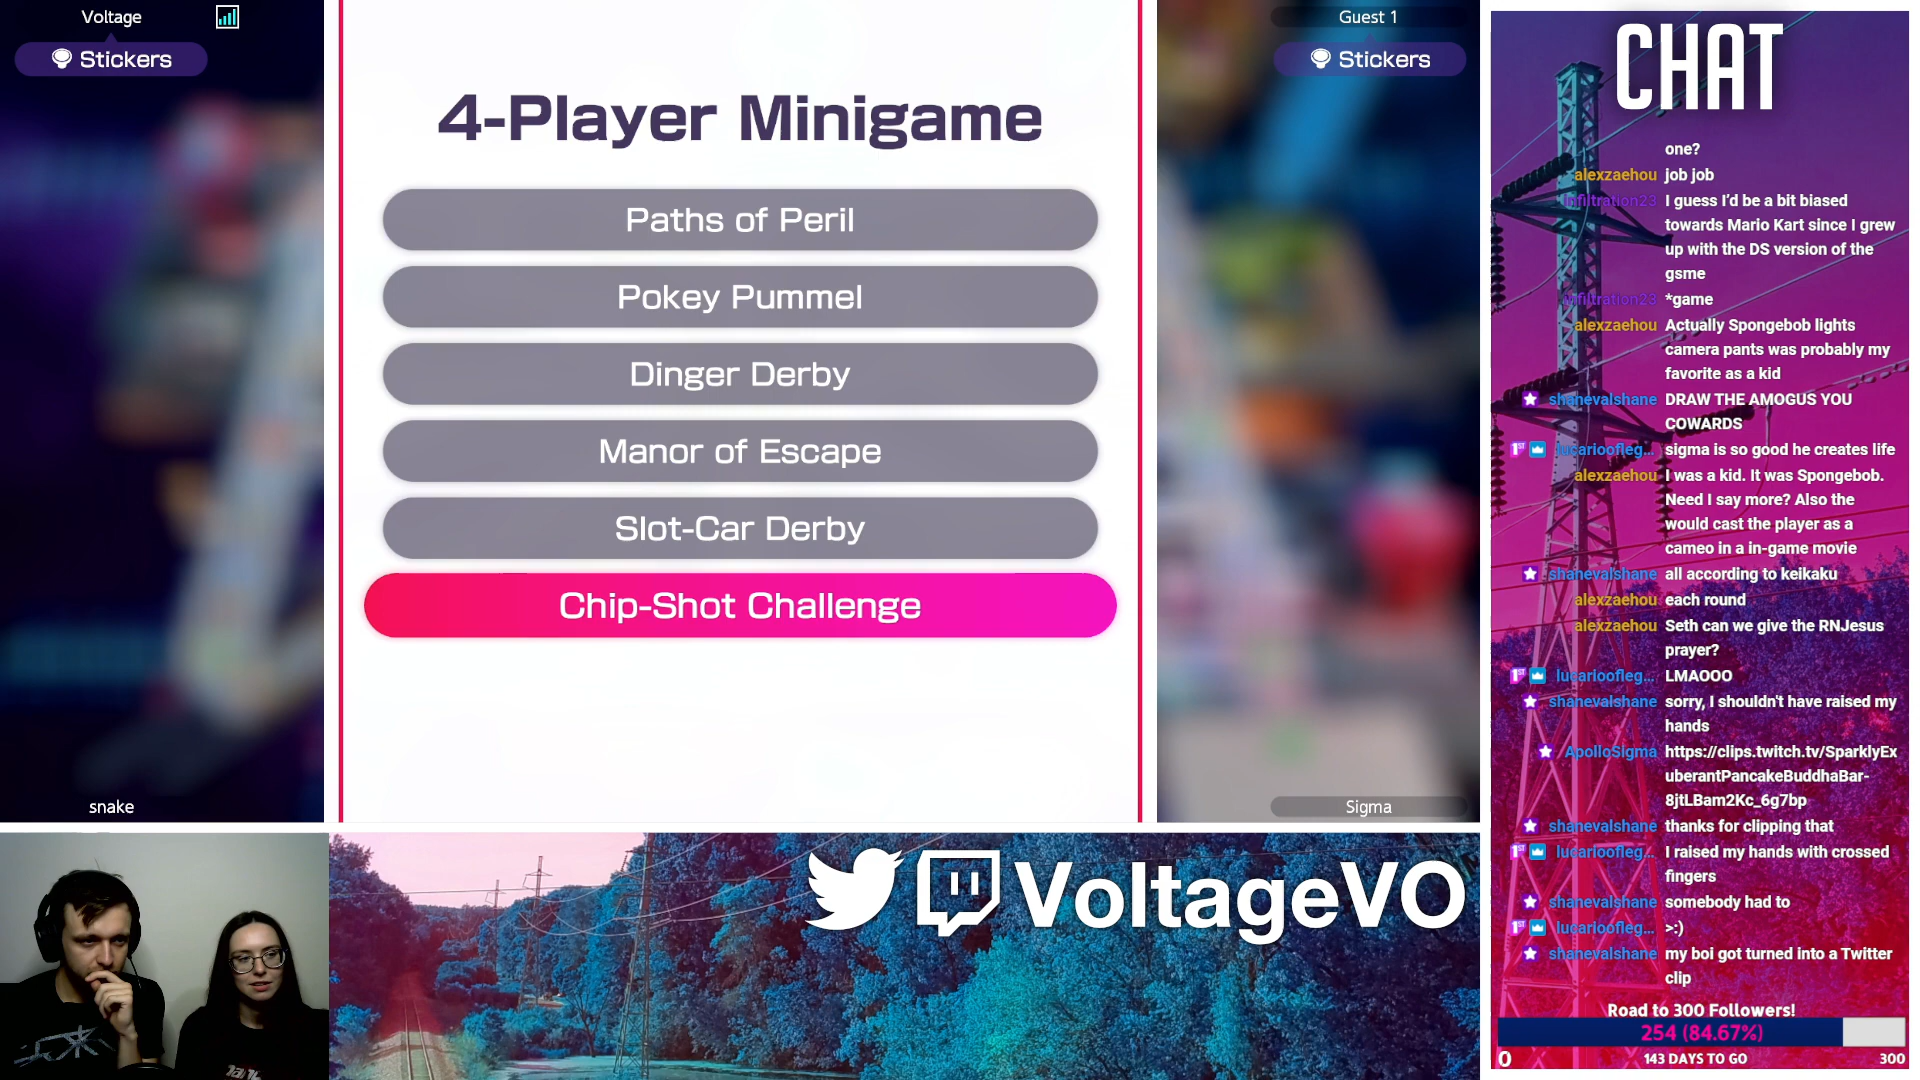 Voltage
Stickers
snake
4-Player Minigame
Paths of Peril
Pokey Pummel
Dinger Derby
Manor of Escape
Slot-Car Derby
Chip-Shot Challenge
Guest 1
Stickers
Sigma
VoltageVO
CHAT
one?
alexzaehou job job
infiltration23 I guess I'd be a bit biased
towards Mario Kart since I grew
up with the DS version of the
gsme
infiltration23 *game
alexzaehou Actually Spongebob lights
camera pants was probably my
favorite as a kid
shanevalshane DRAW THE AMOGUS YOU
COWARDS
lucarioofleg... sigma is so good he creates life
alexzaehou I was a kid. It was Spongebob.
Need I say more? Also the
would cast the player as a
cameo in a in-game movie
shanevalshane all according to keikaku
alexzaehou each round
alexzaehou Seth can we give the RNJesus
prayer?
lucarioofleg... LMAOOO
shanevalshane sorry, I shouldn't have raised my
hands
ApolloSigma https://clips.twitch.tv/SparklyEx
uberantPancakeBuddhaBar-
8jtLBam2Kc_6g7bp
shanevalshane thanks for clipping that
lucarioofleg... I raised my hands with crossed
fingers
shanevalshane somebody had to
lucarioofleg... >:)
shanevalshane my boi got turned into a Twitter
clip
Road to 300 Followers!
254 (84.67%)
0 143 DAYS TO GO 300